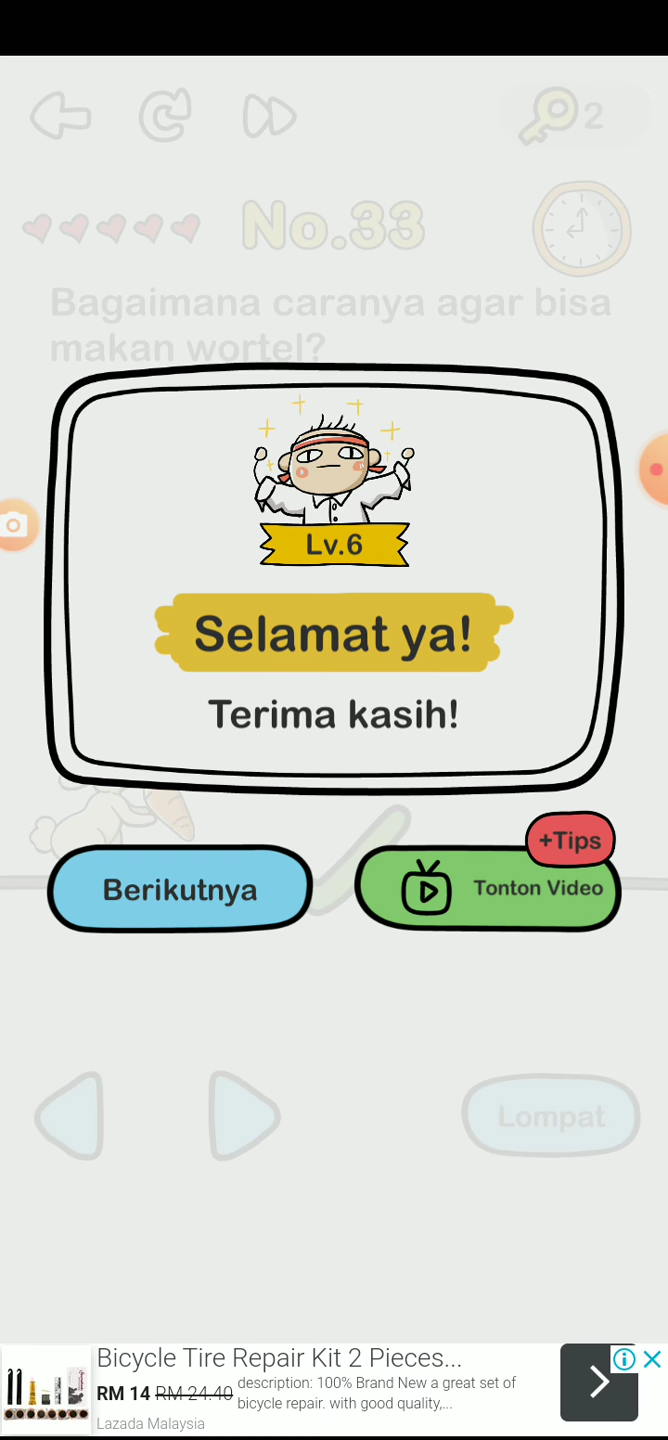 2
No.33
Bagaimana caranya agar bisa
makan wortel?
Lv.6
Selamat ya!
Terima kasih!
+Tips
Berikutnya
Tonton Video
Lompat
Bicycle Tire Repair Kit 2 Pieces...
RM 14 RM 24.40
description: 100% Brand New a great set of
bicycle repair. with good quality,...
Lazada Malaysia